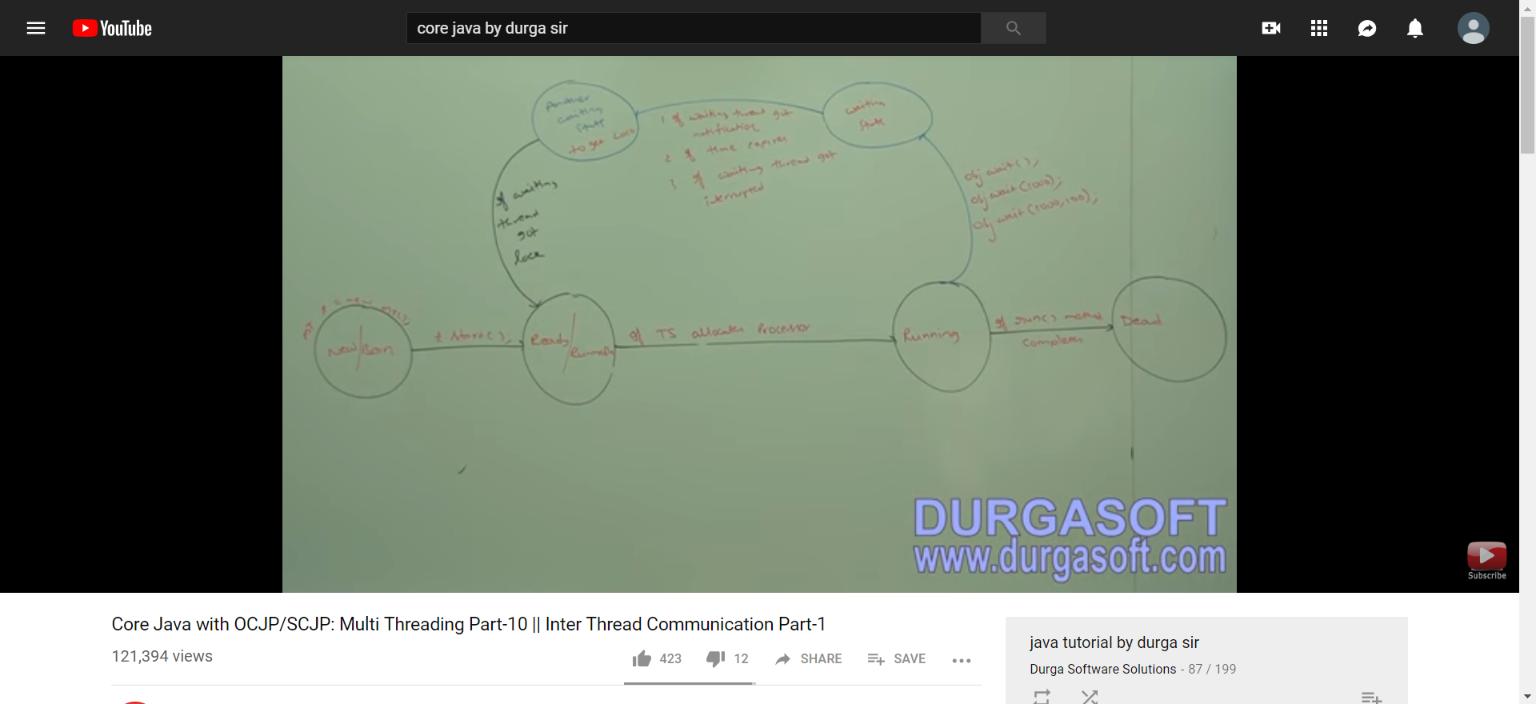 YouTube
core java by durga sir
Another
waiting
state
to get lock
1 If waiting thread got
notification
2 If time expires
3 If waiting thread got
interrupted
waiting
state
obj.wait();
obj.wait(1000);
obj.wait(1000,100);
If waiting
thread
got
lock
New/Born
t.start();
Ready/
Runnable
If TS allocates Processor
Running
If run() method
completes
Dead
DURGASOFT
www.durgasoft.com
Subscribe
Core Java with OCJP/SCJP: Multi Threading Part-10 || Inter Thread Communication Part-1
121,394 views
423
12
SHARE
SAVE
java tutorial by durga sir
Durga Software Solutions - 87 / 199